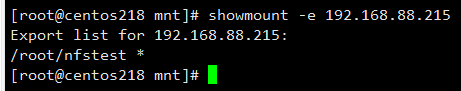 [root@centos218 mnt]# showmount -e 192.168.88.215
Export list for 192.168.88.215:
/root/nfstest *
[root@centos218 mnt]#